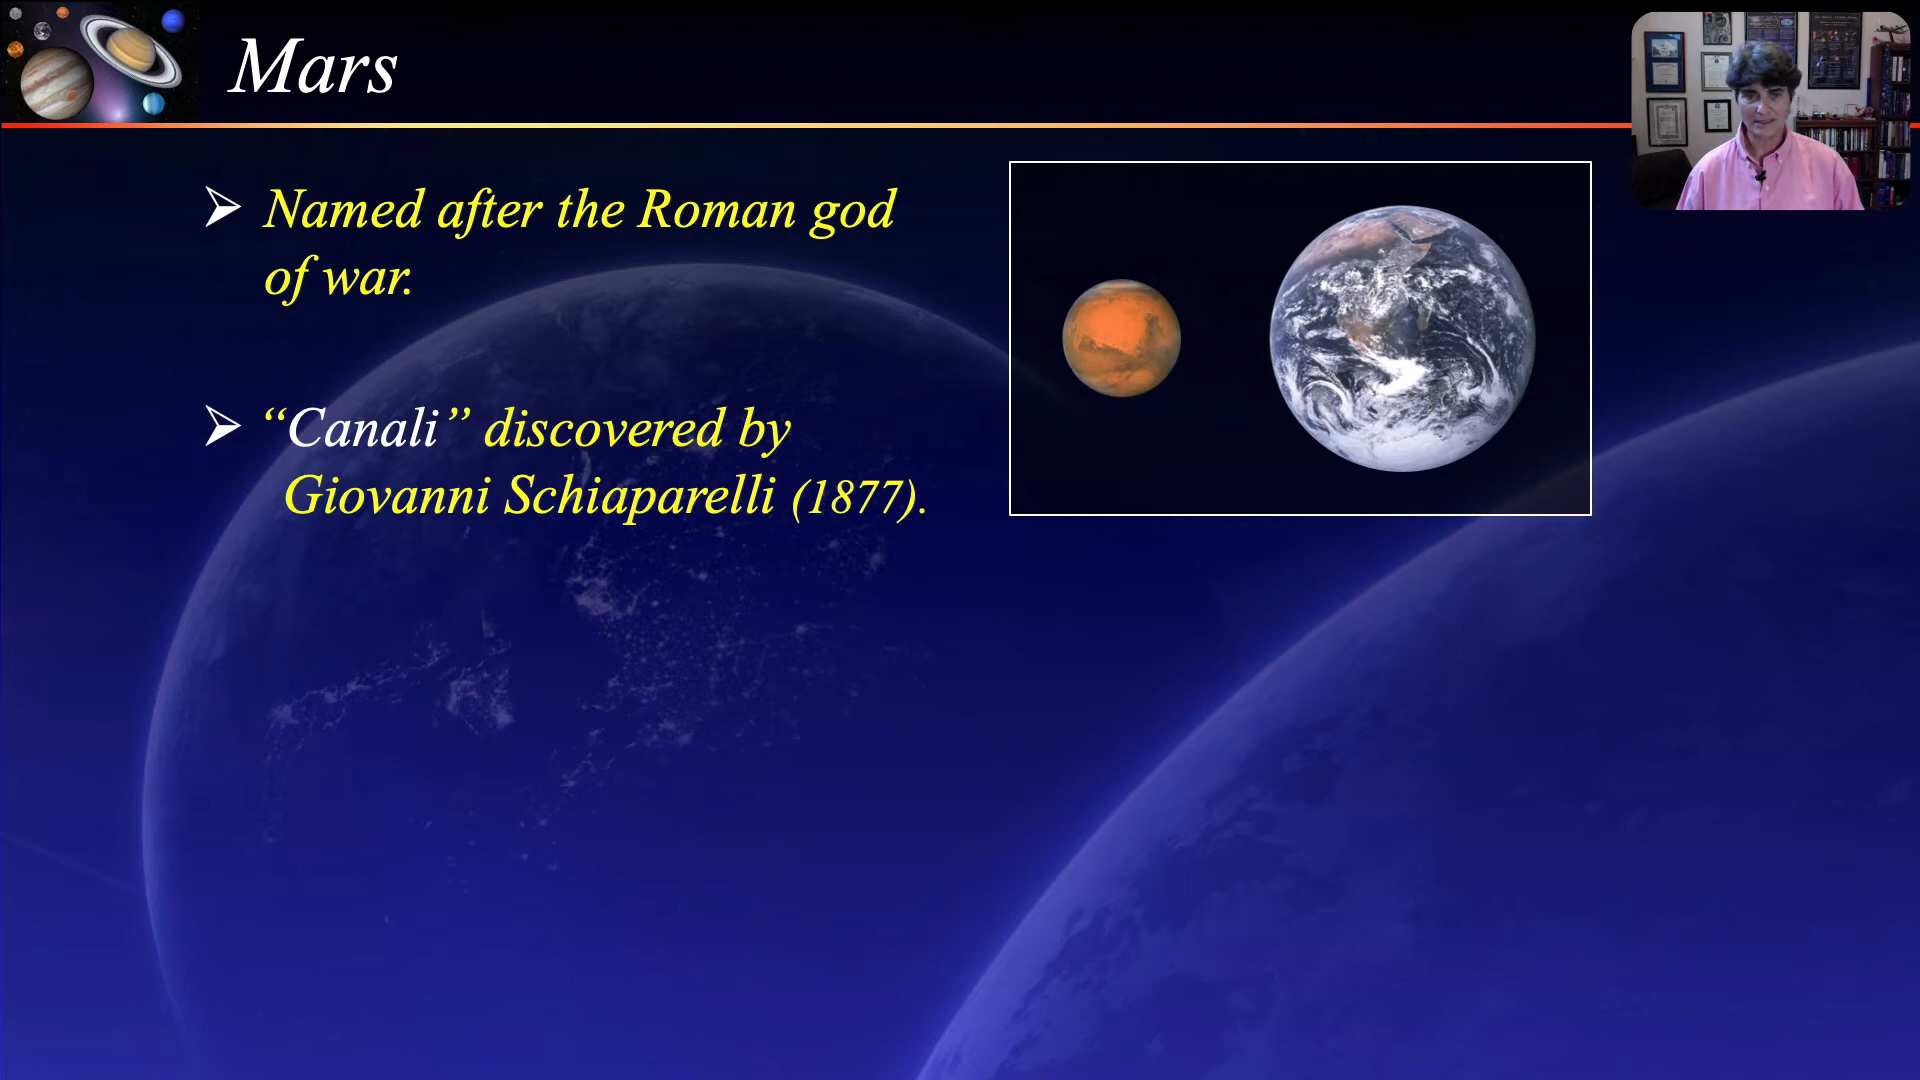 Mars
Named after the Roman god
of war.
“Canali” discovered by
Giovanni Schiaparelli (1877).